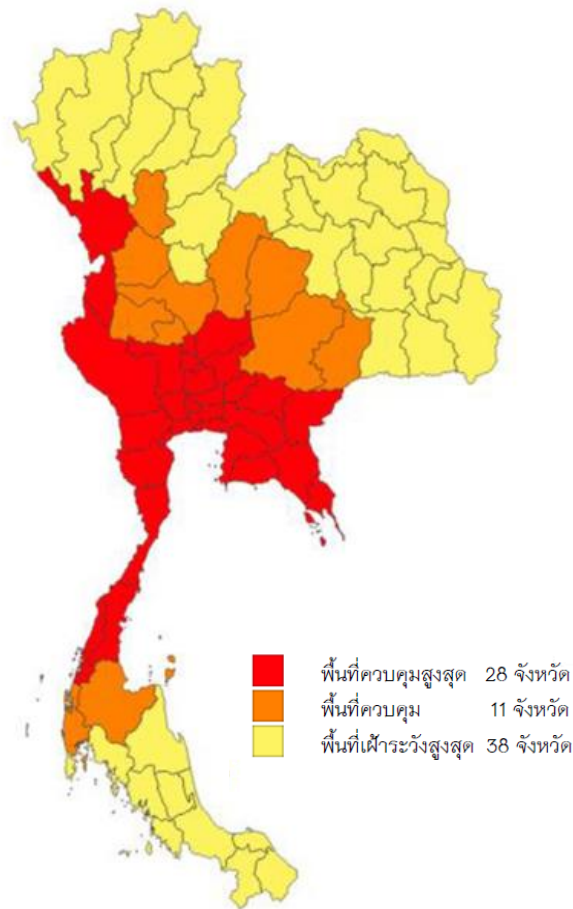 พื้นที่ควบคุมสูงสุด 28 จังหวัด
พื้นที่ควบคุม 11 จังหวัด
พื้นที่เฝ้าระวังสูงสุด 38 จังหวัด